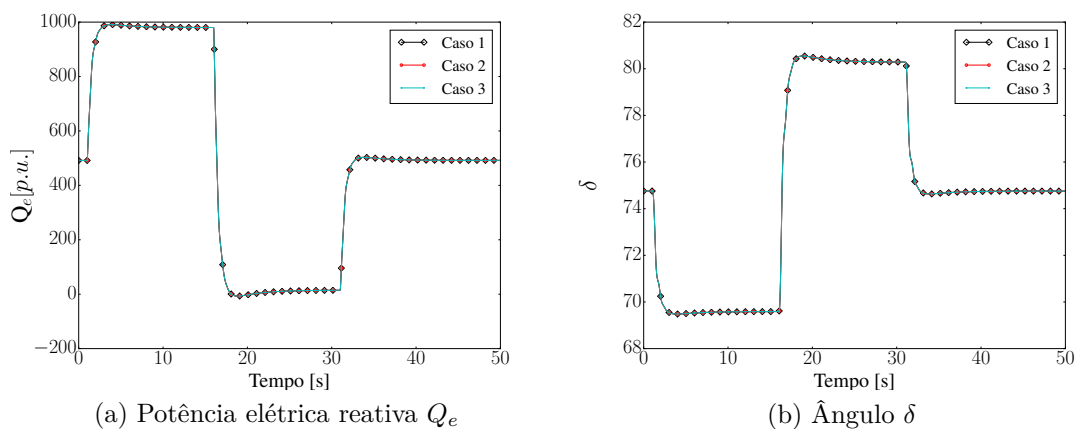 1000
800
600
400
200
0
−200
Q_e[p.u.]
0 10 20 30 40 50
Tempo [s]
Caso 1
Caso 2
Caso 3
(a) Potência elétrica reativa Q_e
82
80
78
76
74
72
70
68
δ
0 10 20 30 40 50
Tempo [s]
Caso 1
Caso 2
Caso 3
(b) Ângulo δ